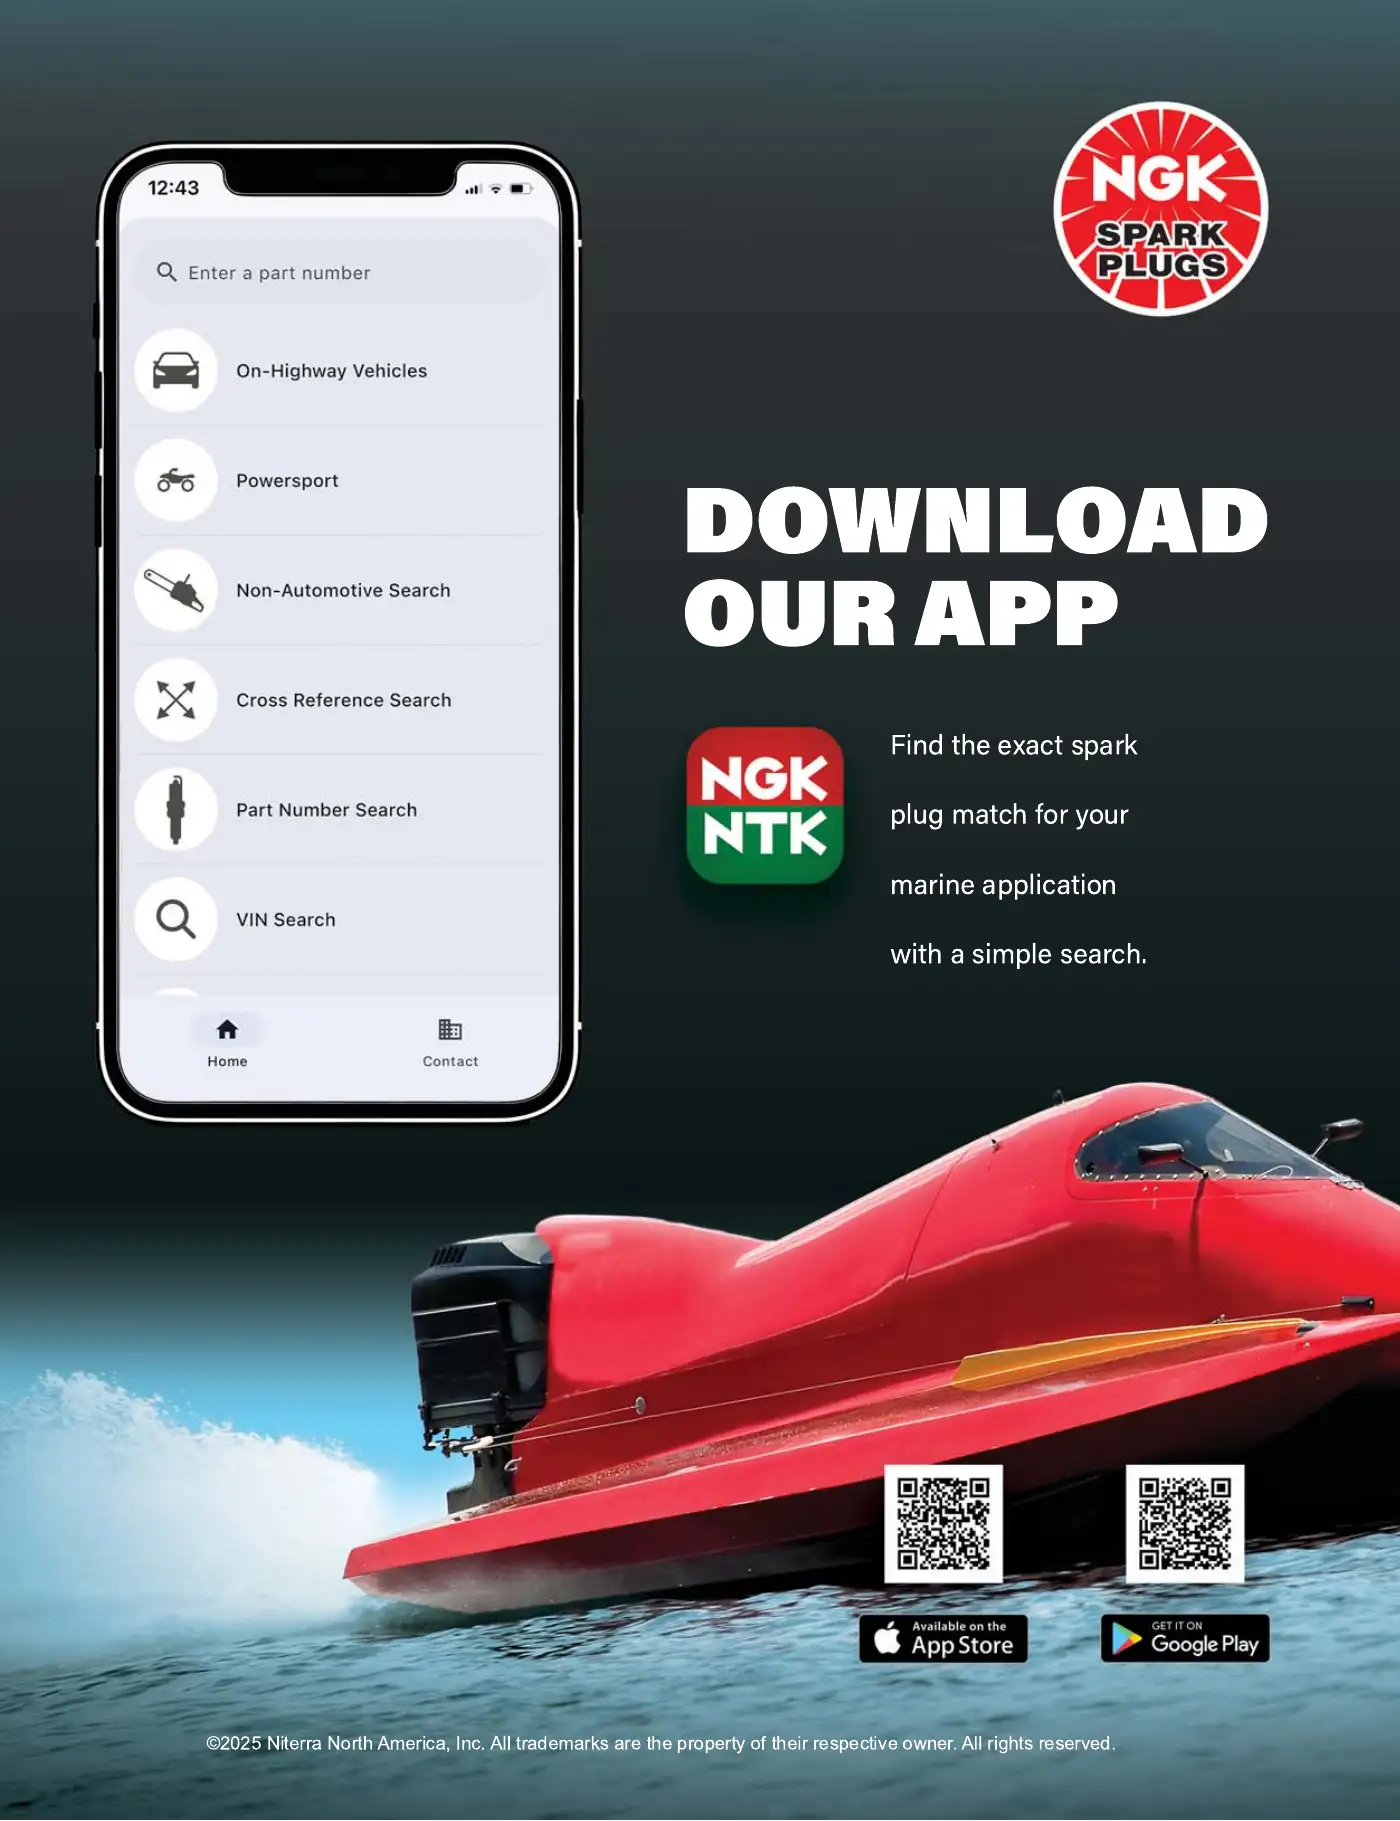 12:43
Enter a part number
On-Highway Vehicles
Powersport
Non-Automotive Search
Cross Reference Search
Part Number Search
VIN Search
Home
Contact
NGK
SPARK
PLUGS
DOWNLOAD
OUR APP
NGK
NTK
Find the exact spark
plug match for your
marine application
with a simple search.
Available on the
App Store
GET IT ON
Google Play
©2025 Niterra North America, Inc. All trademarks are the property of their respective owner. All rights reserved.